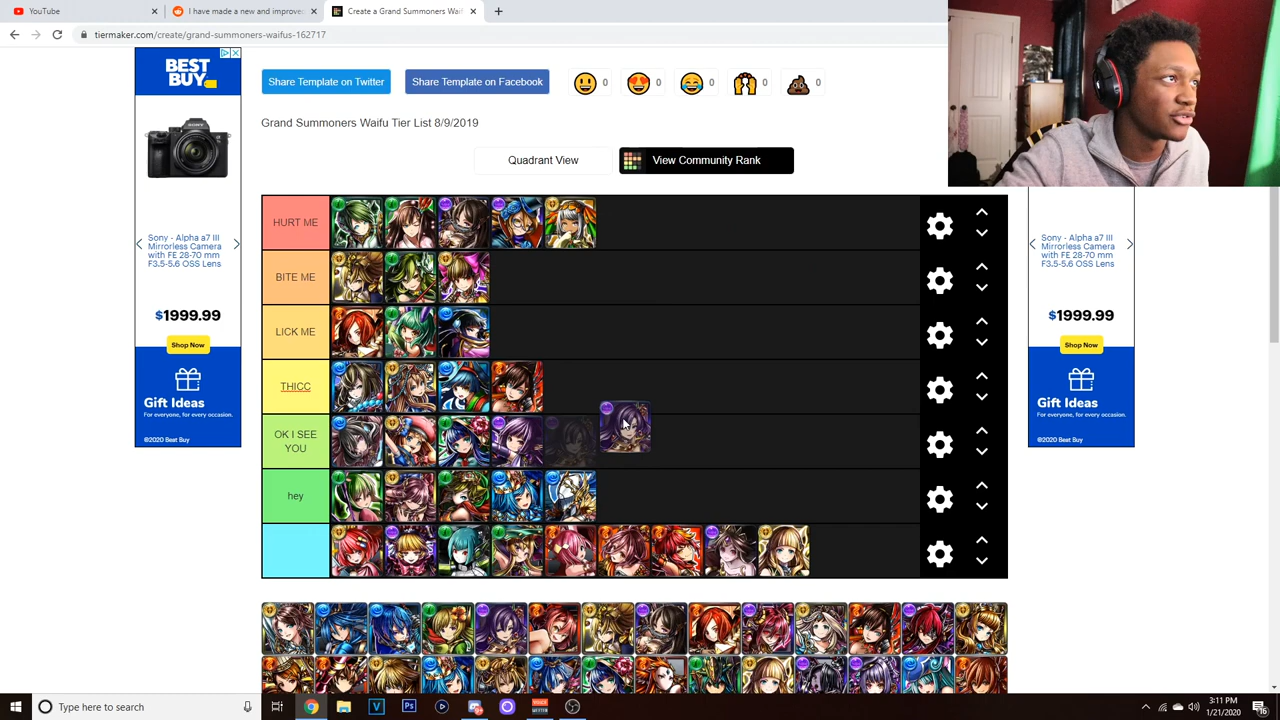 YouTube
I have made a new and improve
Create a Grand Summoners Waif
tiermaker.com/create/grand-summoners-waifus-162717
BEST
BUY
Sony - Alpha a7 III
Mirrorless Camera
with FE 28-70 mm
F3.5-5.6 OSS Lens
$1999.99
Shop Now
Gift Ideas
For everyone, for every occasion.
©2020 Best Buy
Share Template on Twitter
Share Template on Facebook
0
0
0
0
0
Grand Summoners Waifu Tier List 8/9/2019
Quadrant View
View Community Rank
HURT ME
BITE ME
LICK ME
THICC
OK I SEE
YOU
hey
Sony - Alpha a7 III
Mirrorless Camera
with FE 28-70 mm
F3.5-5.6 OSS Lens
$1999.99
Shop Now
Gift Ideas
For everyone, for every occasion.
©2020 Best Buy
Type here to search
3:11 PM
1/21/2020
16